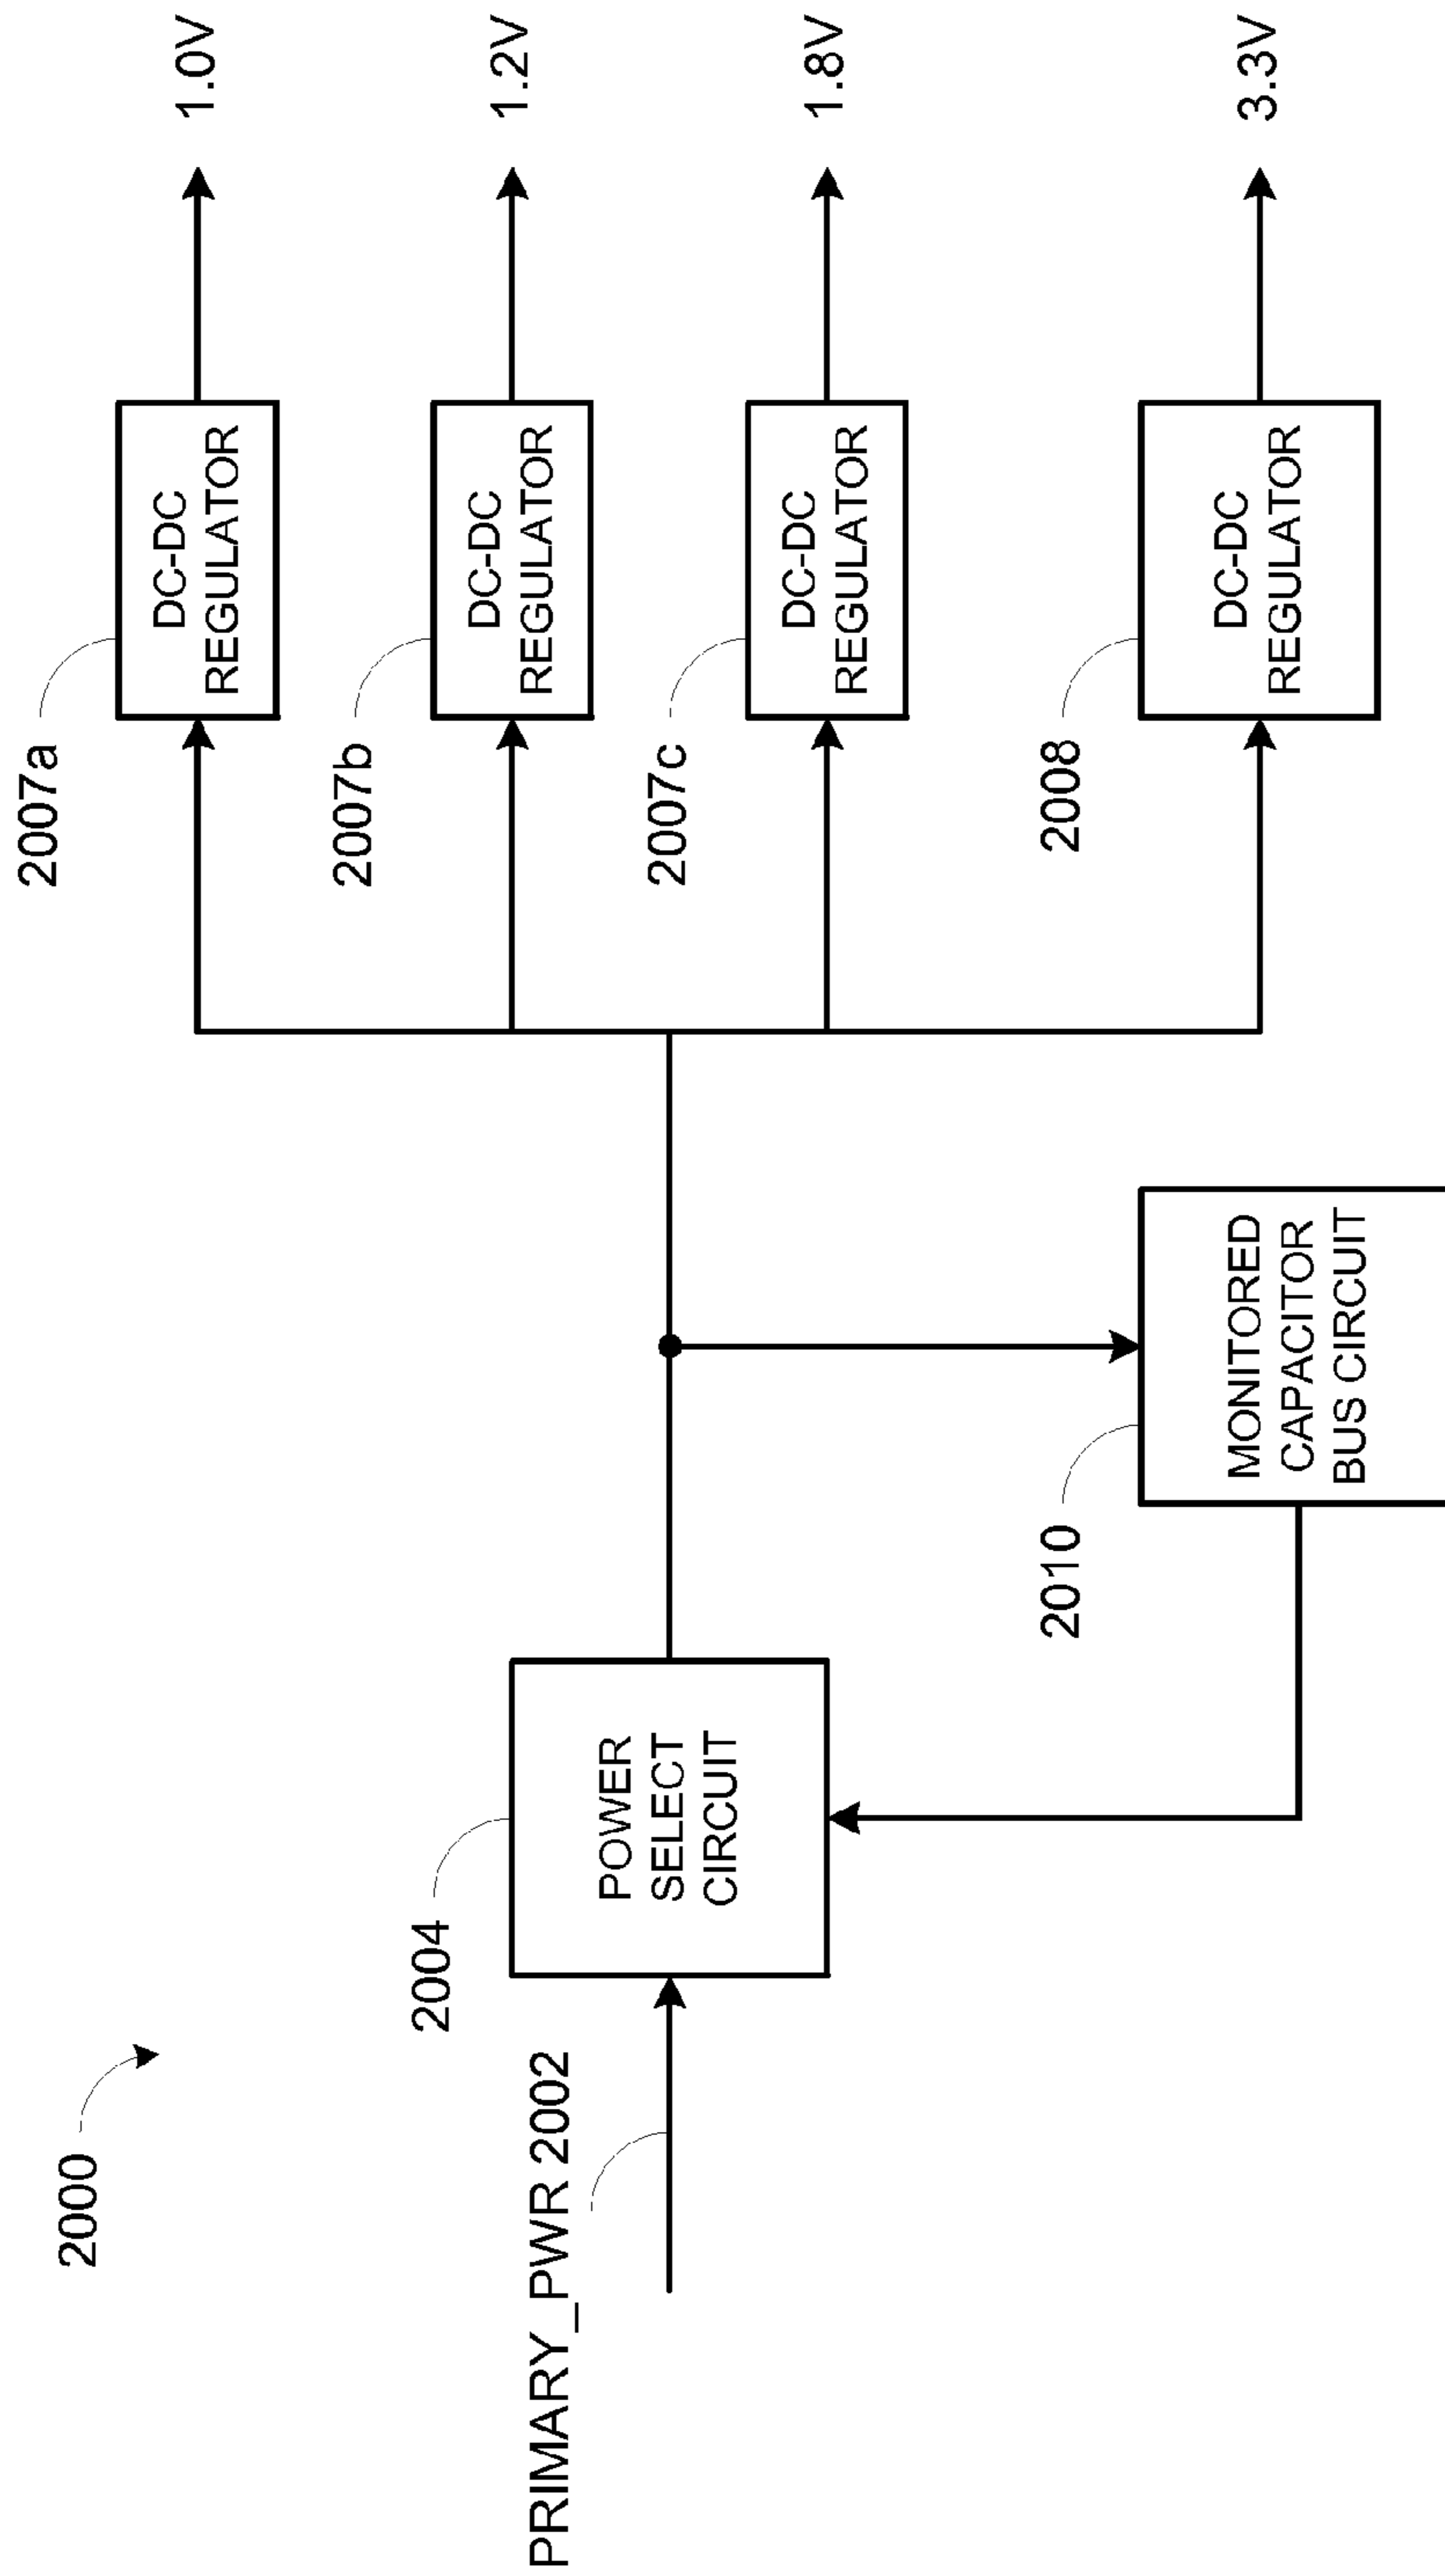 2000
PRIMARY_PWR 2002
2004
POWER
SELECT
CIRCUIT
2010
MONITORED
CAPACITOR
BUS CIRCUIT
2007a
DC-DC
REGULATOR
1.0V
2007b
DC-DC
REGULATOR
1.2V
2007c
DC-DC
REGULATOR
1.8V
2008
DC-DC
REGULATOR
3.3V